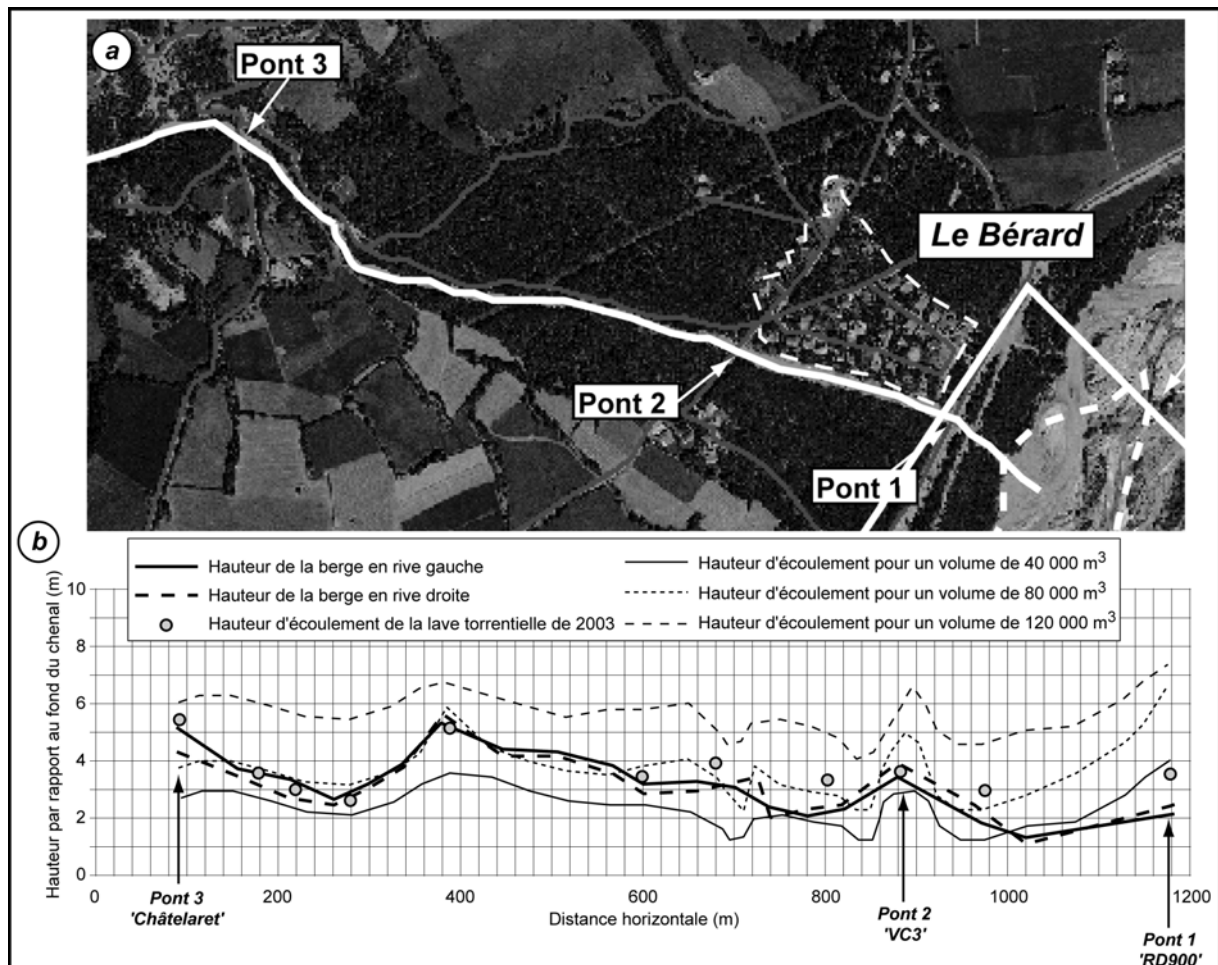 a
Pont 3
Le Bérard
Pont 2
Pont 1
b
Hauteur de la berge en rive gauche
Hauteur de la berge en rive droite
Hauteur d'écoulement de la lave torrentielle de 2003
Hauteur d'écoulement pour un volume de 40 000 m³
Hauteur d'écoulement pour un volume de 80 000 m³
Hauteur d'écoulement pour un volume de 120 000 m³
Hauteur par rapport au fond du chenal (m)
10
8
6
4
2
0
0 200 400 600 800 1000 1200
Distance horizontale (m)
Pont 3
'Châtelaret'
Pont 2
'VC3'
Pont 1
'RD900'